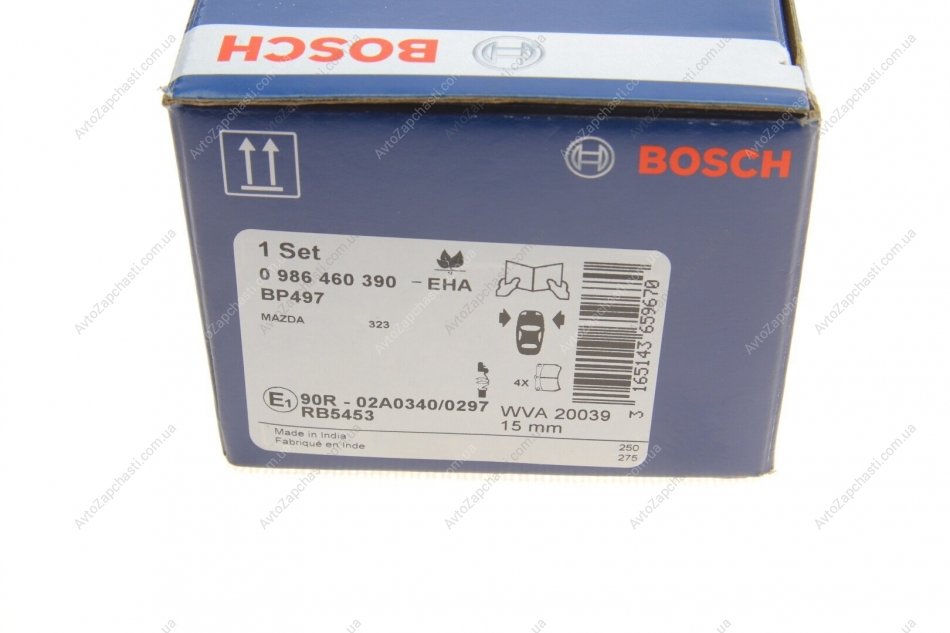 BOSCH
BOSCH
1 Set
0 986 460 390 - EHA
BP497
MAZDA 323
4X
E1 90R - 02A0340/0297
RB5453
WVA 20039
15 mm
Made in India
Fabriqué en Inde
250
275
3 165143 659670
AvtoZapchasti.com.ua